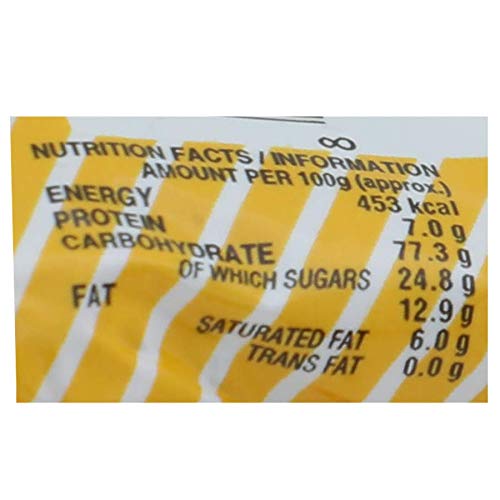 ∞
NUTRITION FACTS / INFORMATION
AMOUNT PER 100g (approx.)
ENERGY 453 kcal
PROTEIN 7.0 g
CARBOHYDRATE 77.3 g
OF WHICH SUGARS 24.8 g
FAT 12.9 g
SATURATED FAT 6.0 g
TRANS FAT 0.0 g